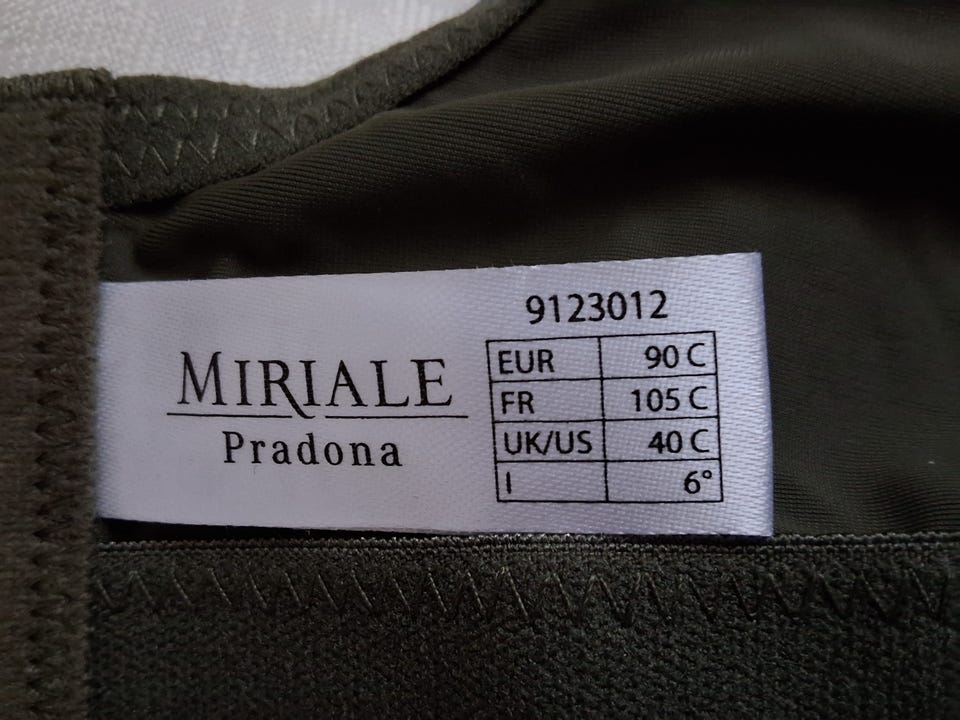 MIRIALE
Pradona
9123012
EUR 90 C
FR 105 C
UK/US 40 C
I 6°